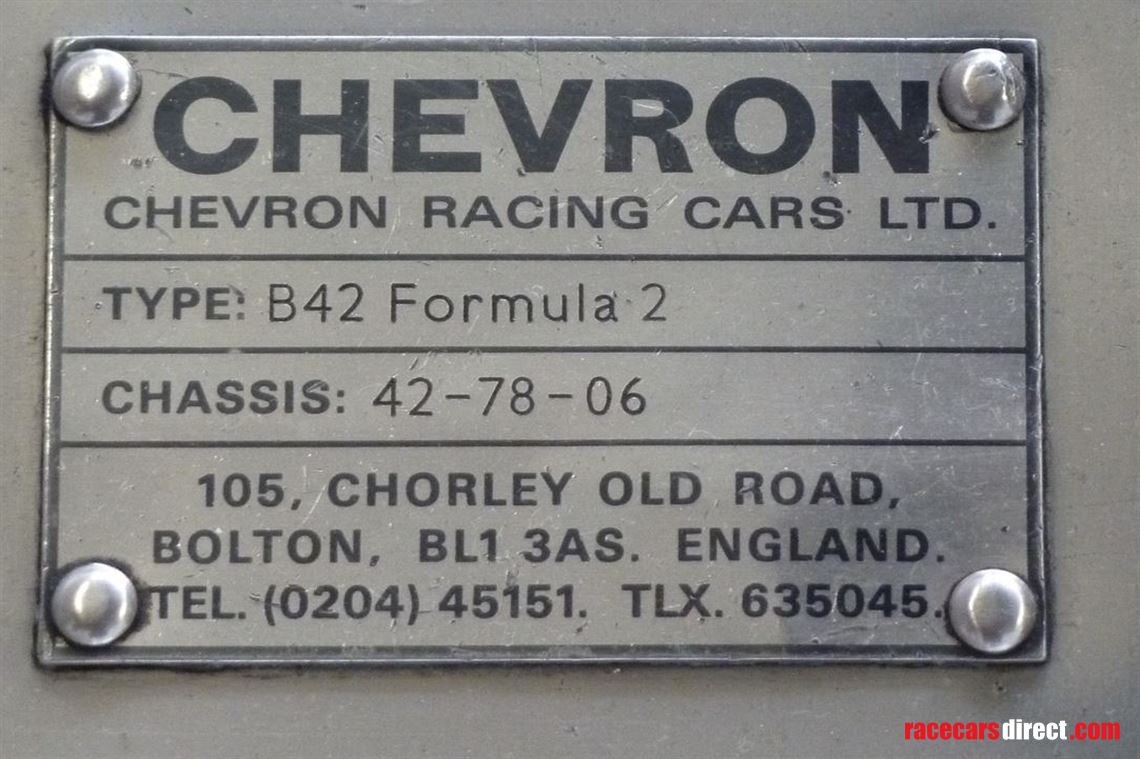 CHEVRON
CHEVRON RACING CARS LTD.
TYPE: B42 Formula 2
CHASSIS: 42-78-06
105, CHORLEY OLD ROAD,
BOLTON, BL1 3AS. ENGLAND.
TEL. (0204) 45151. TLX. 635045.
racecarsdirect.com